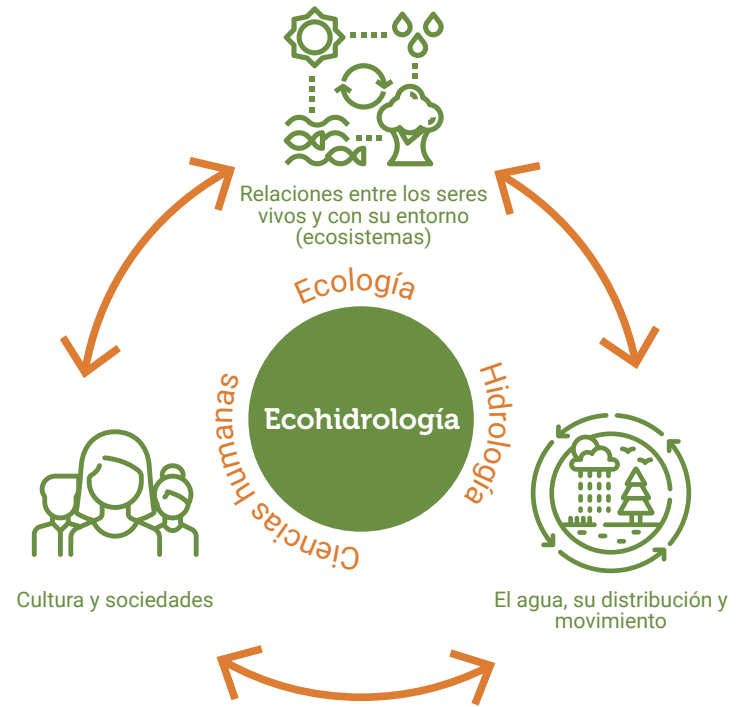 Relaciones entre los seres
vivos y con su entorno
(ecosistemas)
Ecología
Hidrología
Ciencias humanas
Ecohidrología
Cultura y sociedades
El agua, su distribución y
movimiento